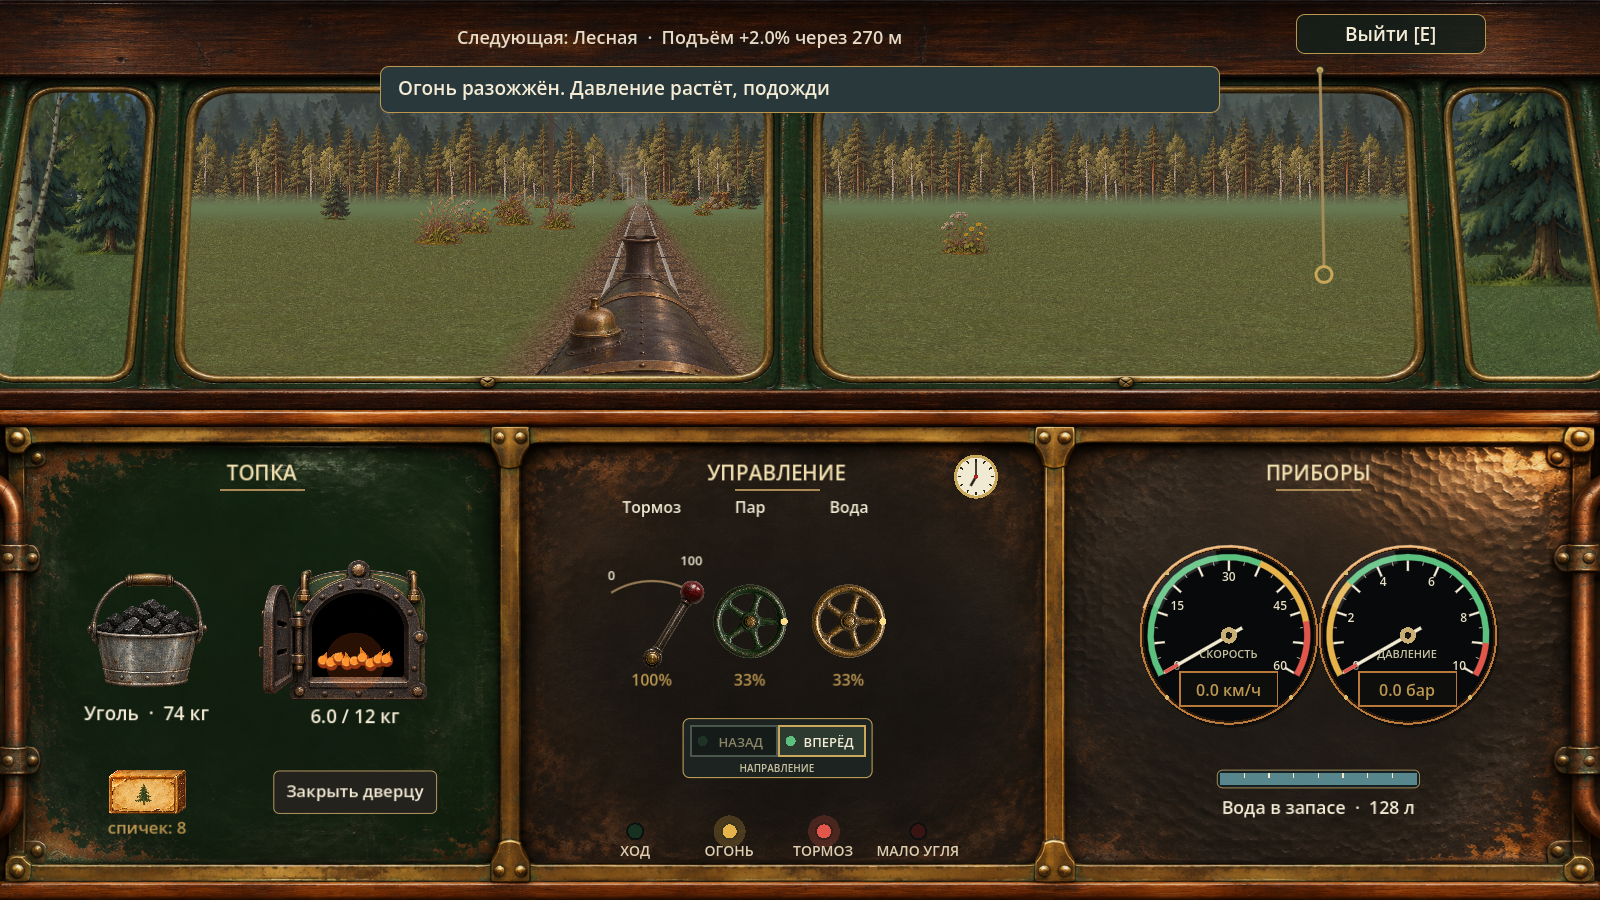 Следующая: Лесная · Подъём +2.0% через 270 м
Выйти [E]
Огонь разожжён. Давление растёт, подожди
ТОПКА
Уголь · 74 кг
6.0 / 12 кг
спичек: 8
Закрыть дверцу
УПРАВЛЕНИЕ
Тормоз Пар Вода
0 100
100% 33% 33%
НАЗАД ВПЕРЁД
НАПРАВЛЕНИЕ
ХОД ОГОНЬ ТОРМОЗ МАЛО УГЛЯ
ПРИБОРЫ
0 15 30 45 60
СКОРОСТЬ
0.0 км/ч
0 2 4 6 8 10
ДАВЛЕНИЕ
0.0 бар
Вода в запасе · 128 л